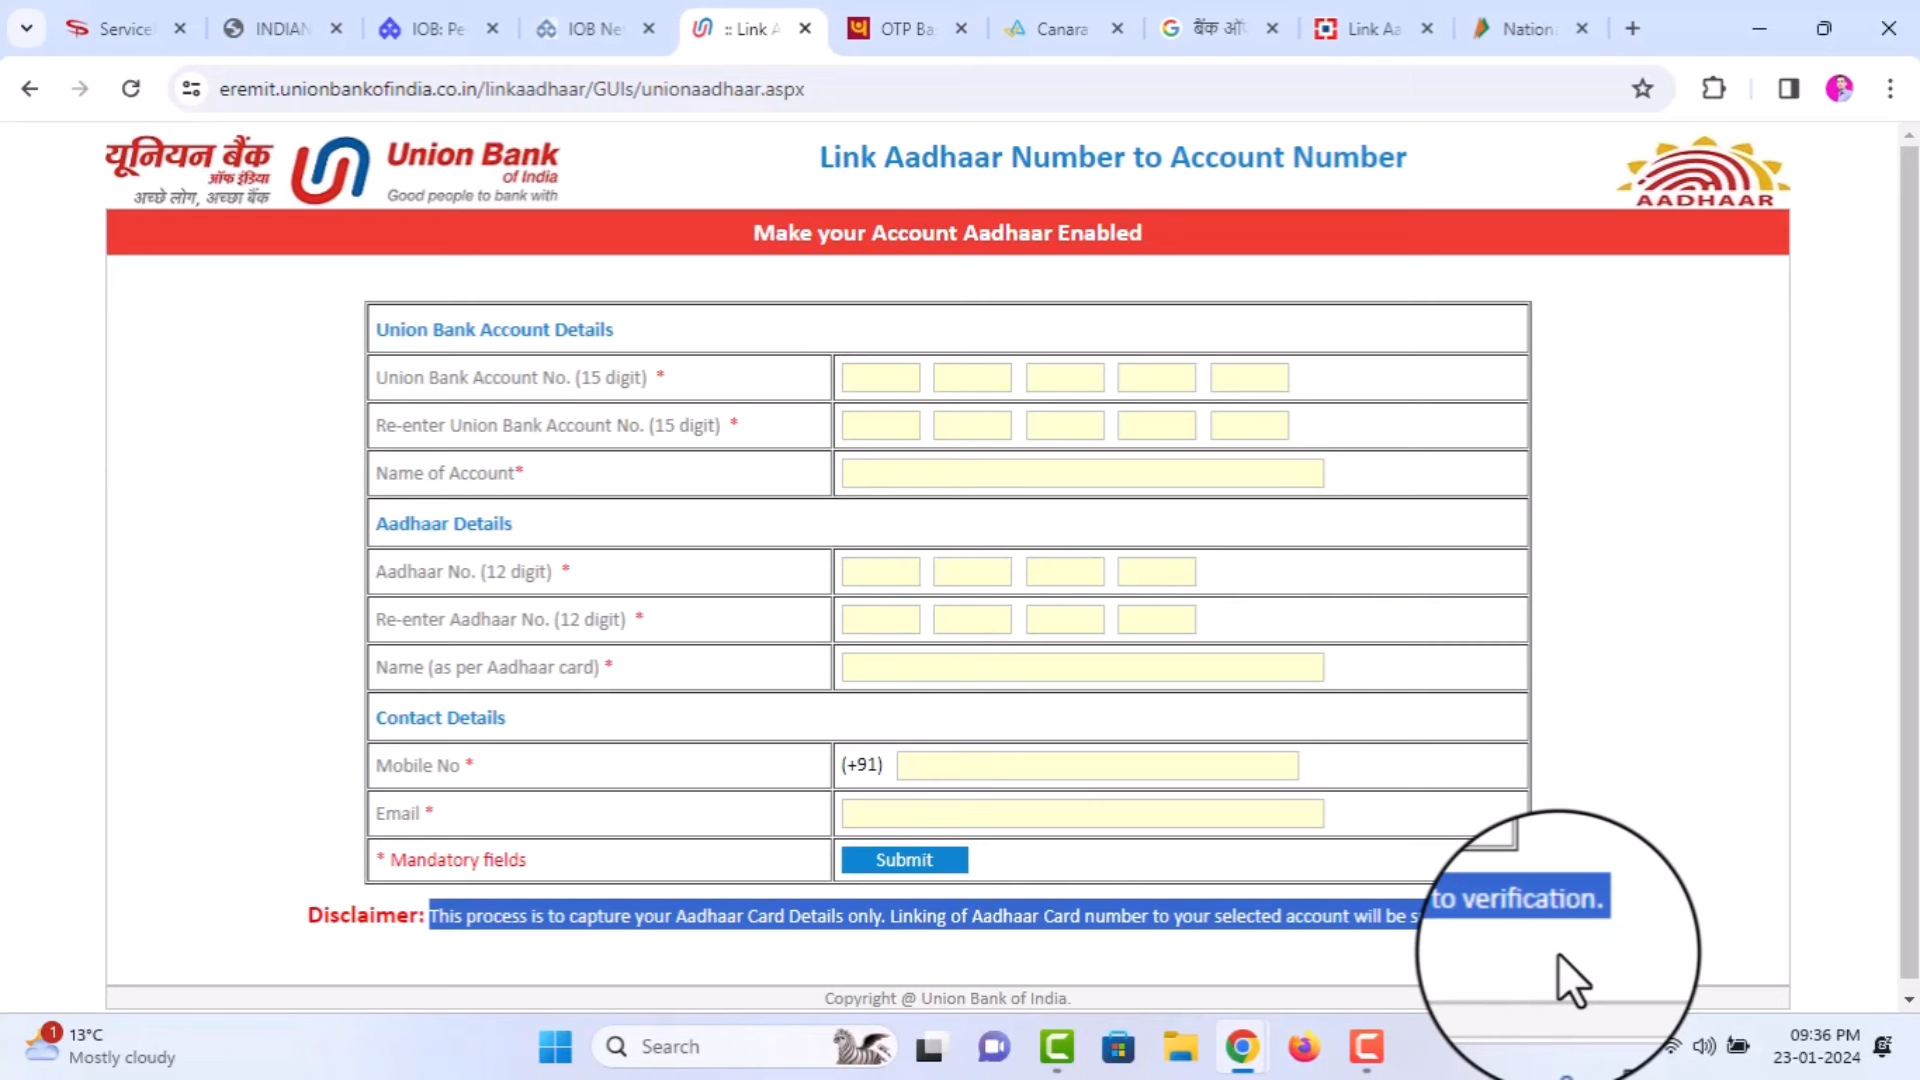 Service INDIAN IOB: Pe IOB Ne :: Link A OTP Ba Canara बैंक ऑ Link Aa Nation
eremit.unionbankofindia.co.in/linkaadhaar/GUIs/unionaadhaar.aspx
यूनियन बैंक
ऑफ इंडिया
अच्छे लोग, अच्छा बैंक
Union Bank
of India
Good people to bank with
Link Aadhaar Number to Account Number
AADHAAR
Make your Account Aadhaar Enabled
Union Bank Account Details
Union Bank Account No. (15 digit) *
Re-enter Union Bank Account No. (15 digit) *
Name of Account*
Aadhaar Details
Aadhaar No. (12 digit) *
Re-enter Aadhaar No. (12 digit) *
Name (as per Aadhaar card) *
Contact Details
Mobile No * (+91)
Email *
* Mandatory fields Submit
Disclaimer: This process is to capture your Aadhaar Card Details only. Linking of Aadhaar Card number to your selected account will be s to verification.
Copyright @ Union Bank of India.
1 13°C
Mostly cloudy
Search
09:36 PM
23-01-2024